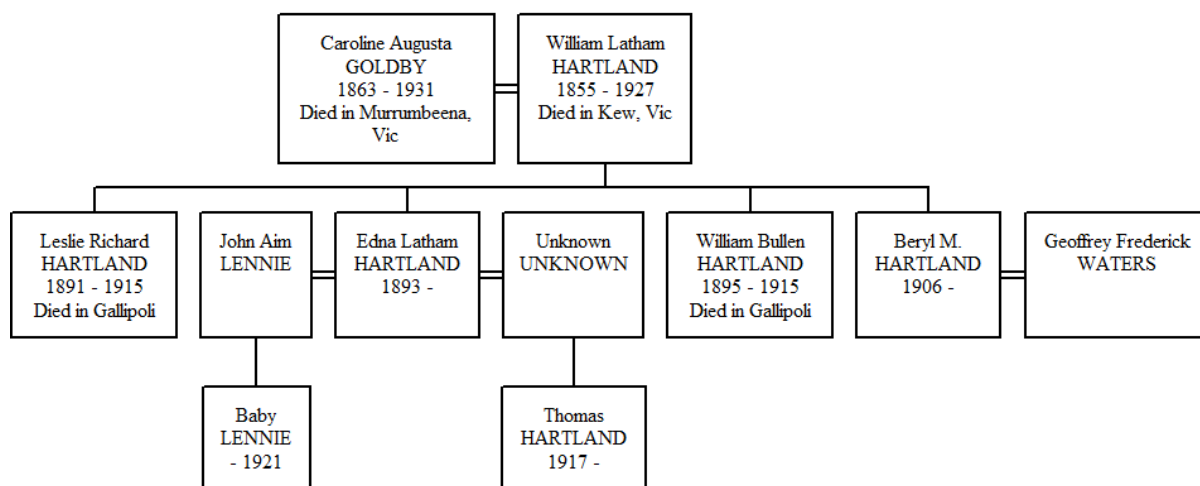 Caroline Augusta
GOLDBY
1863 - 1931
Died in Murrumbeena,
Vic
William Latham
HARTLAND
1855 - 1927
Died in Kew, Vic
Leslie Richard
HARTLAND
1891 - 1915
Died in Gallipoli
John Aim
LENNIE
Edna Latham
HARTLAND
1893 -
Unknown
UNKNOWN
William Bullen
HARTLAND
1895 - 1915
Died in Gallipoli
Beryl M.
HARTLAND
1906 -
Geoffrey Frederick
WATERS
Baby
LENNIE
- 1921
Thomas
HARTLAND
1917 -